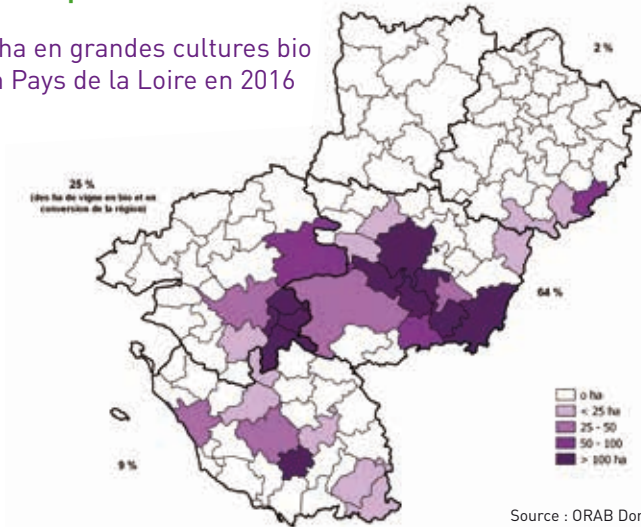 ha en grandes cultures bio
Pays de la Loire en 2016
2 %
25 %
(des ha de vigne en bio et en
conversion de la région)
64 %
9 %
0 ha
< 25 ha
25 - 50
50 - 100
> 100 ha
Source : ORAB